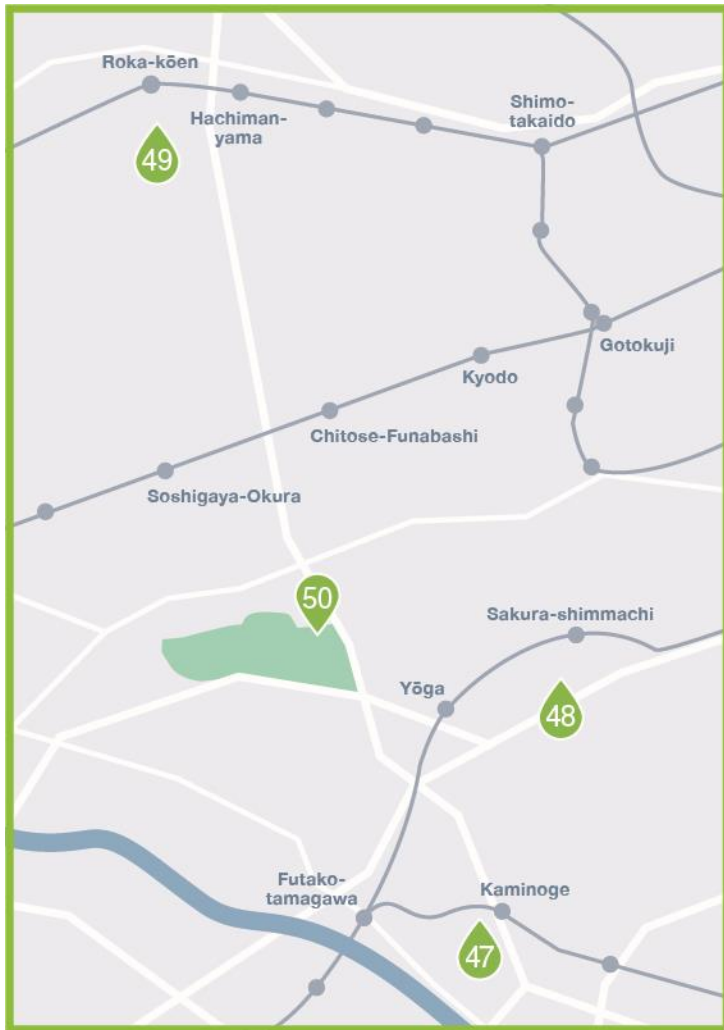 Roka-kōen
Hachiman-
yama
Shimo-
takaido
49
Gotokuji
Kyodo
Chitose-Funabashi
Soshigaya-Okura
50
Sakura-shimmachi
Yōga
48
Futako-
tamagawa
Kaminoge
47